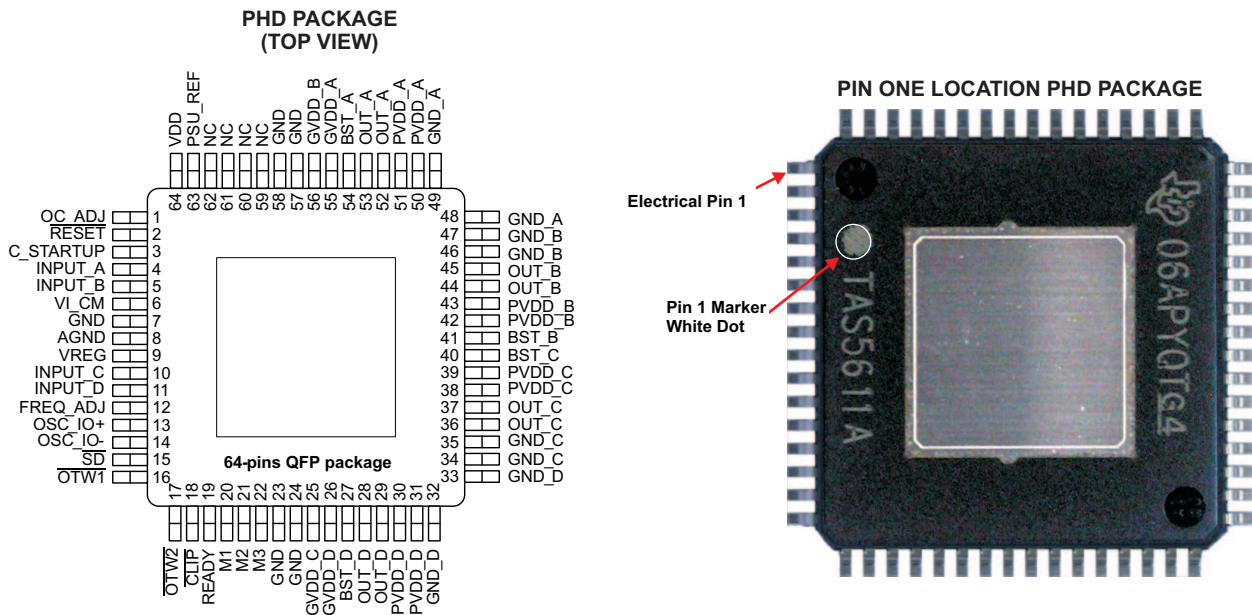 PHD PACKAGE
(TOP VIEW)
VDD
PSU_REF
NC
NC
NC
NC
GND
GND
GVDD_B
GVDD_A
BST_A
OUT_A
OUT_A
PVDD_A
PVDD_A
GND_A
64
63
62
61
60
59
58
57
56
55
54
53
52
51
50
49
OC_ADJ 1
RESET 2
C_STARTUP 3
INPUT_A 4
INPUT_B 5
VI_CM 6
GND 7
AGND 8
VREG 9
INPUT_C 10
INPUT_D 11
FREQ_ADJ 12
OSC_IO+ 13
OSC_IO- 14
SD 15
OTW1 16
48 GND_A
47 GND_B
46 GND_B
45 OUT_B
44 OUT_B
43 PVDD_B
42 PVDD_B
41 BST_B
40 BST_C
39 PVDD_C
38 PVDD_C
37 OUT_C
36 OUT_C
35 GND_C
34 GND_C
33 GND_D
64-pins QFP package
17
18
19
20
21
22
23
24
25
26
27
28
29
30
31
32
OTW2
CLIP
READY
M1
M2
M3
GND
GND
GVDD_C
GVDD_D
BST_D
OUT_D
OUT_D
PVDD_D
PVDD_D
GND_D
PIN ONE LOCATION PHD PACKAGE
Electrical Pin 1
Pin 1 Marker
White Dot
TAS5611A
06APYQTG4